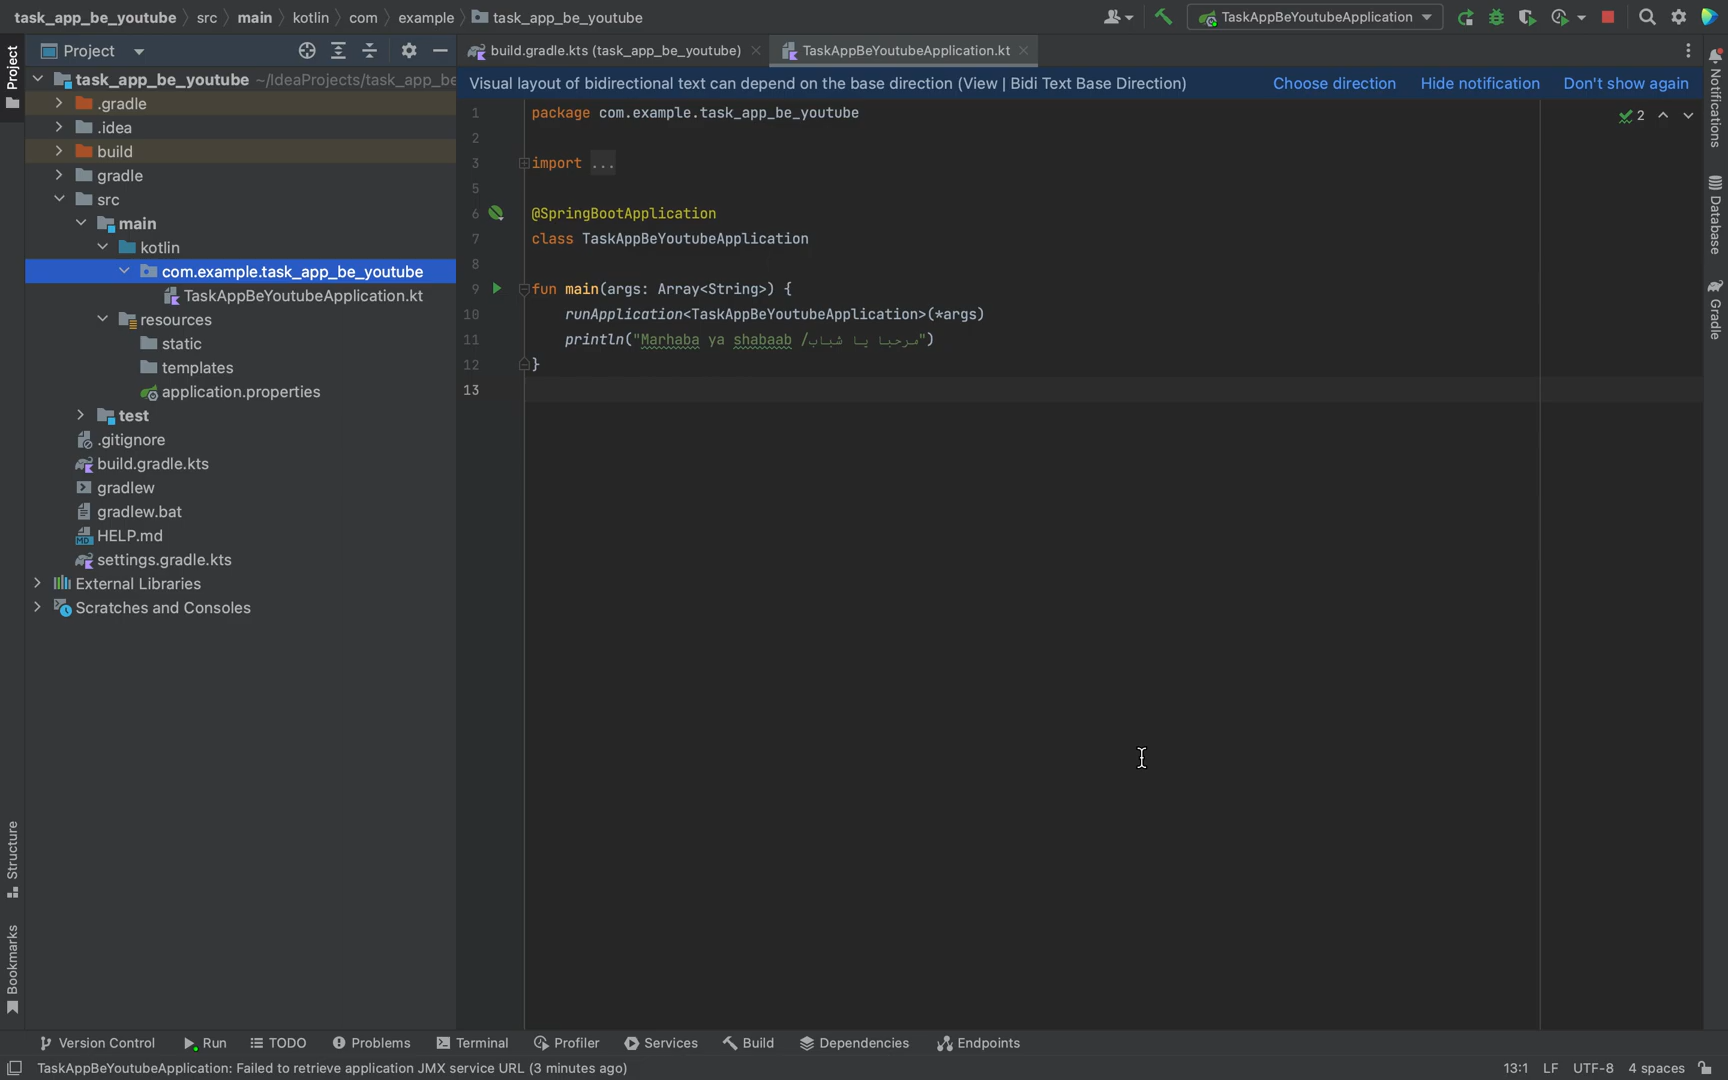 task_app_be_youtube src main kotlin com example task_app_be_youtube
TaskAppBeYoutubeApplication
Project
build.gradle.kts (task_app_be_youtube)
TaskAppBeYoutubeApplication.kt
Project
task_app_be_youtube ~/IdeaProjects/task_app_be
.gradle
.idea
build
gradle
src
main
kotlin
com.example.task_app_be_youtube
TaskAppBeYoutubeApplication.kt
resources
static
templates
application.properties
test
.gitignore
build.gradle.kts
gradlew
gradlew.bat
HELP.md
settings.gradle.kts
External Libraries
Scratches and Consoles
Structure
Bookmarks
Visual layout of bidirectional text can depend on the base direction (View | Bidi Text Base Direction) Choose direction Hide notification Don't show again
2
1 package com.example.task_app_be_youtube
2
3 import ...
5
6 @SpringBootApplication
7 class TaskAppBeYoutubeApplication
8
9 fun main(args: Array<String>) {
10 runApplication<TaskAppBeYoutubeApplication>(*args)
11 println("Marhaba ya shabaab /مرحبا يا شباب")
12 }
13
Notifications
Database
Gradle
Version Control Run TODO Problems Terminal Profiler Services Build Dependencies Endpoints
TaskAppBeYoutubeApplication: Failed to retrieve application JMX service URL (3 minutes ago) 13:1 LF UTF-8 4 spaces